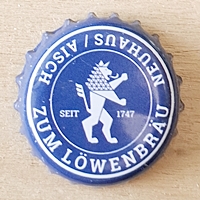 ZUM LÖWENBRÄU
NEUHAUS / AISCH
SEIT 1747